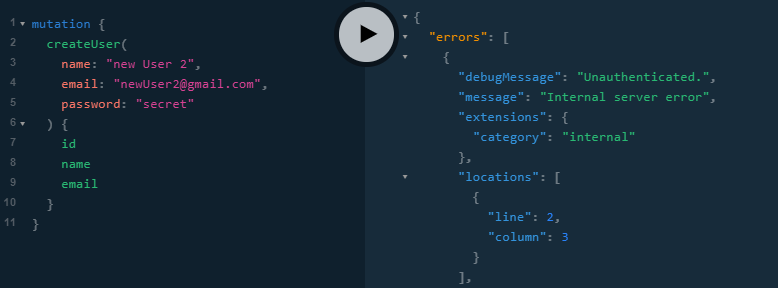 1 mutation {
2 createUser(
3 name: "new User 2",
4 email: "newUser2@gmail.com",
5 password: "secret"
6 ) {
7 id
8 name
9 email
10 }
11 }
{
"errors": [
{
"debugMessage": "Unauthenticated.",
"message": "Internal server error",
"extensions": {
"category": "internal"
},
"locations": [
{
"line": 2,
"column": 3
}
],